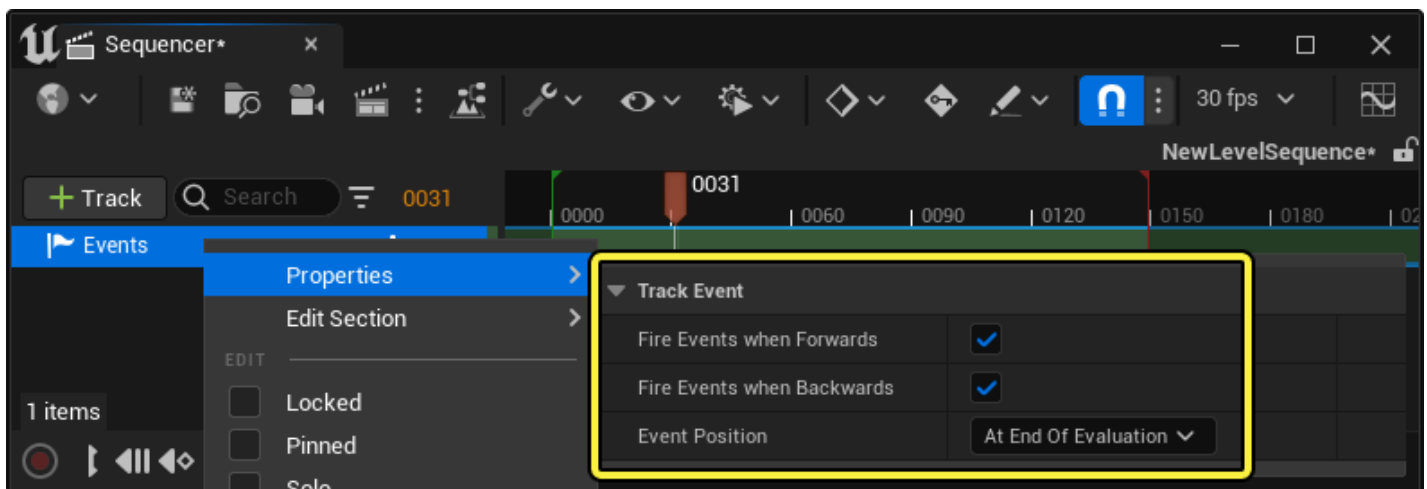 Sequencer*
30 fps
NewLevelSequence*
Track
Search
0031
0031
0000
0060
0090
0120
0150
0180
02
Events
Properties
Edit Section
EDIT
Locked
Pinned
Solo
Track Event
Fire Events when Forwards
Fire Events when Backwards
Event Position
At End Of Evaluation
1 items